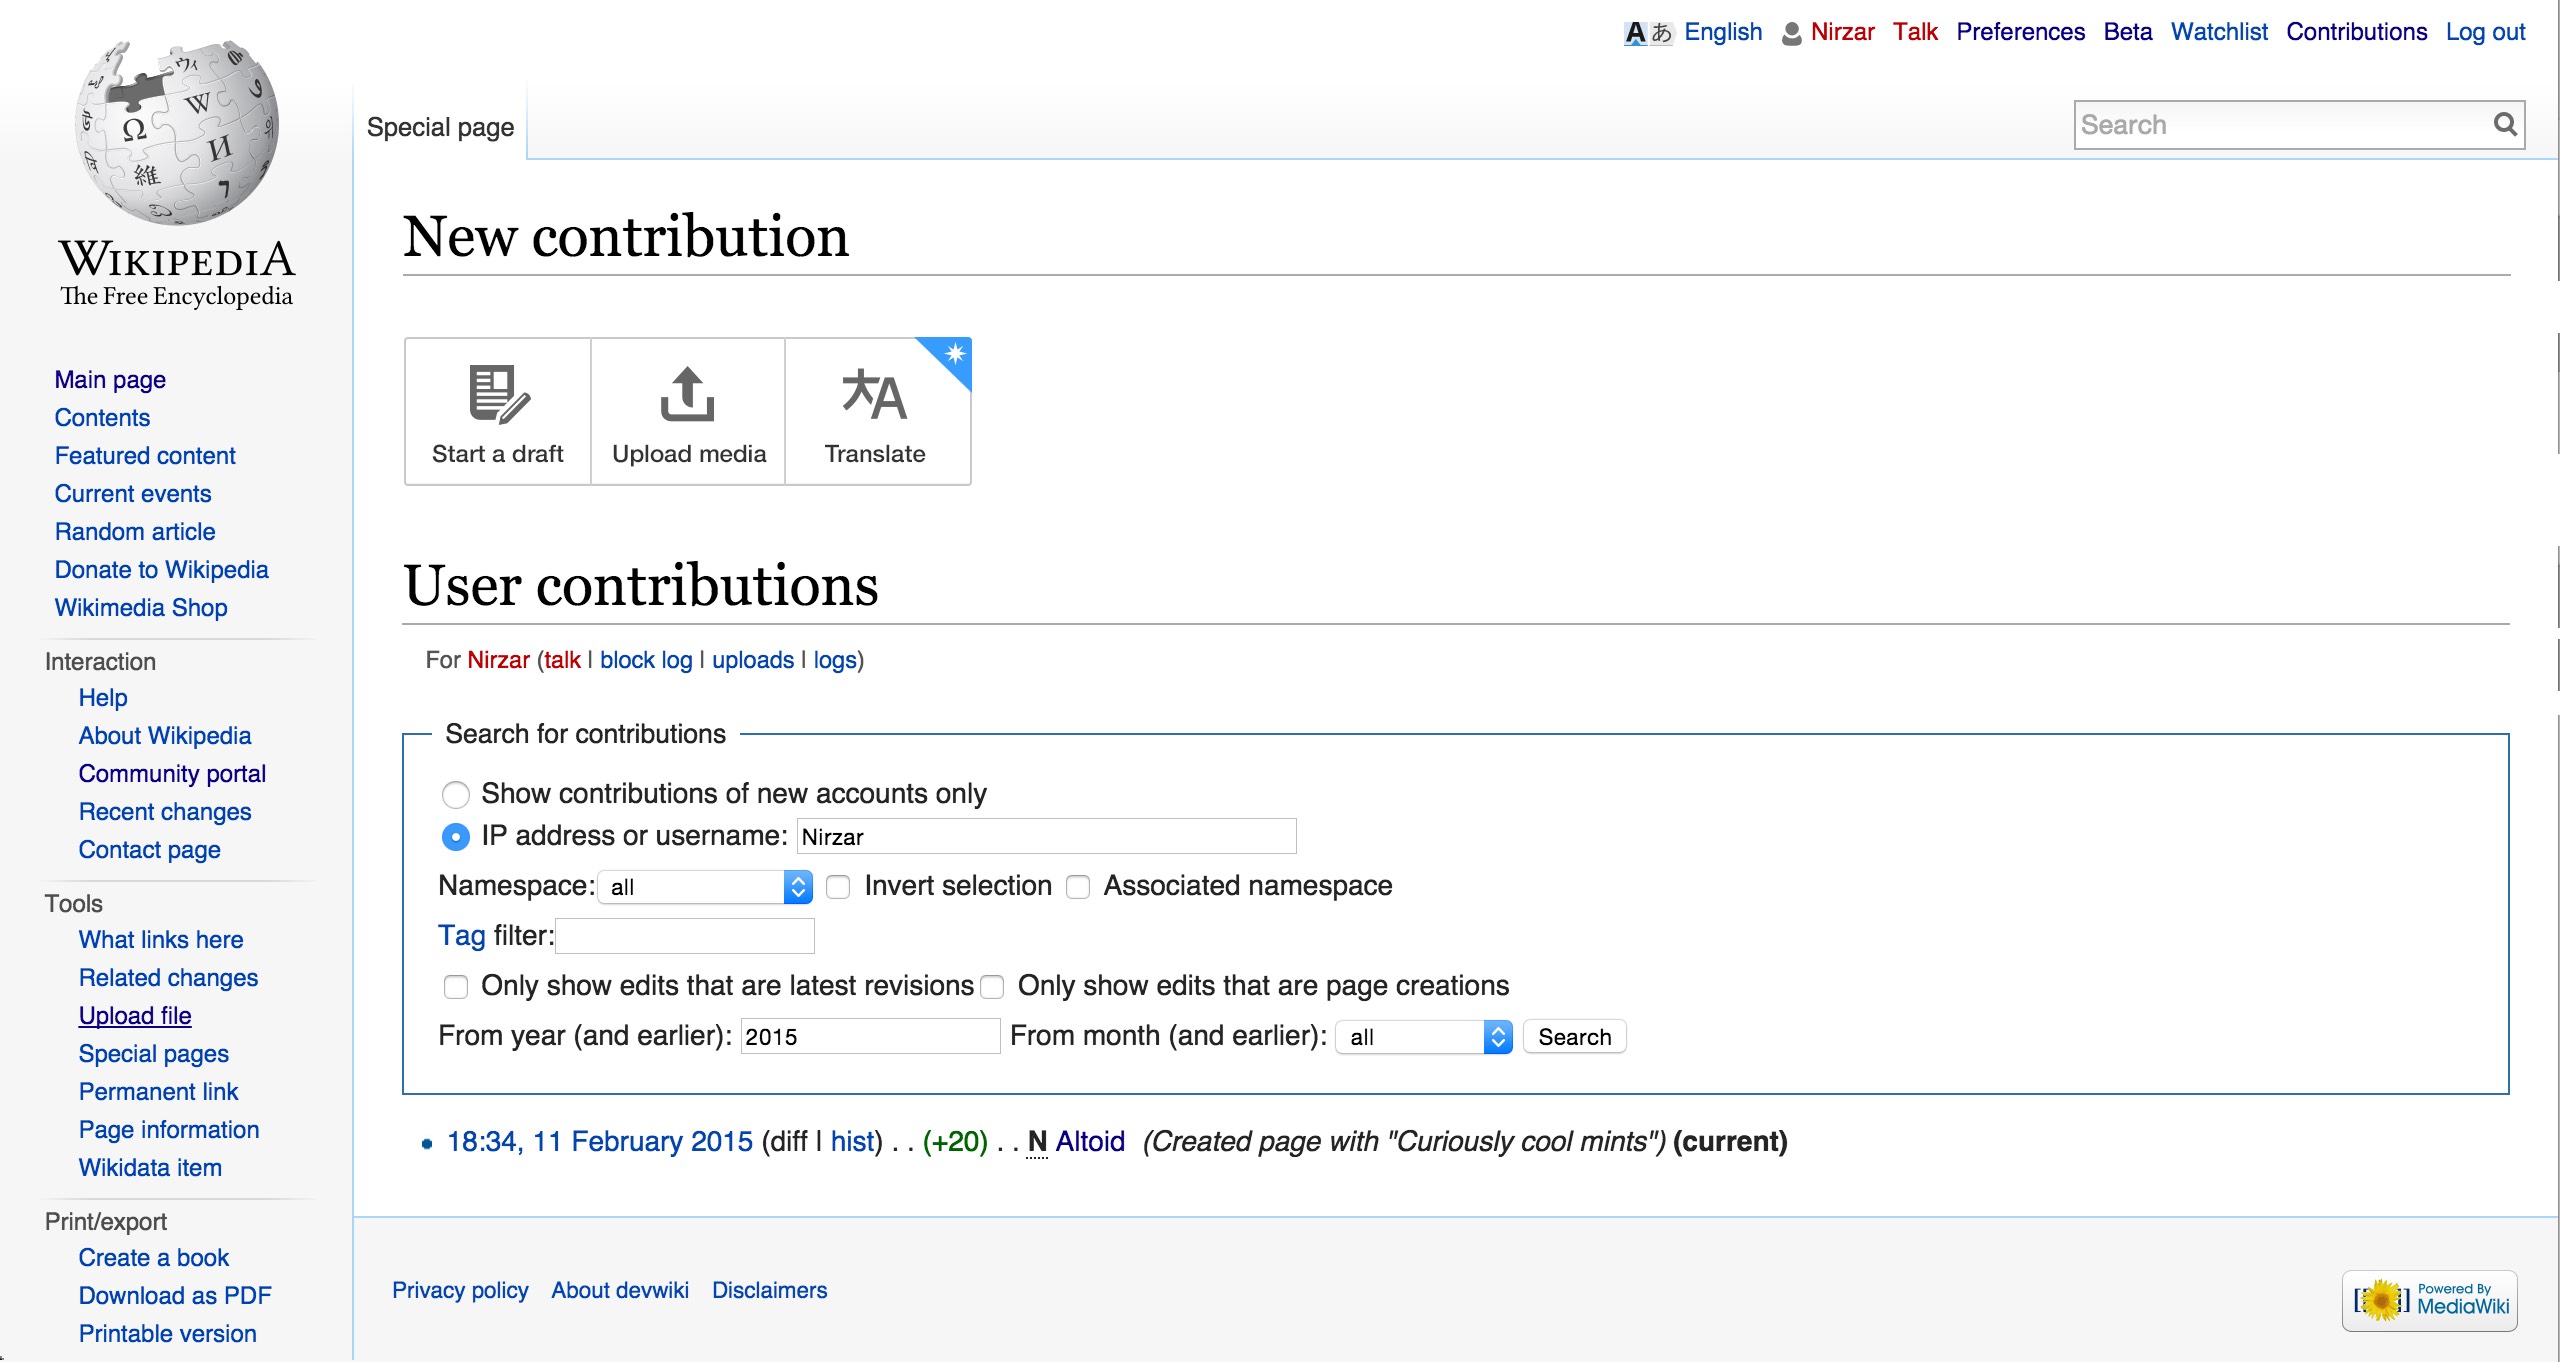 English Nirzar Talk Preferences Beta Watchlist Contributions Log out
Special page
Search
WIKIPEDIA
The Free Encyclopedia
Main page
Contents
Featured content
Current events
Random article
Donate to Wikipedia
Wikimedia Shop
Interaction
Help
About Wikipedia
Community portal
Recent changes
Contact page
Tools
What links here
Related changes
Upload file
Special pages
Permanent link
Page information
Wikidata item
Print/export
Create a book
Download as PDF
Printable version
New contribution
Start a draft
Upload media
Translate
User contributions
For Nirzar (talk | block log | uploads | logs)
Search for contributions
Show contributions of new accounts only
IP address or username: Nirzar
Namespace: all Invert selection Associated namespace
Tag filter:
Only show edits that are latest revisions Only show edits that are page creations
From year (and earlier): 2015 From month (and earlier): all Search
• 18:34, 11 February 2015 (diff | hist) . . (+20) . . N Altoid (Created page with "Curiously cool mints") (current)
Privacy policy About devwiki Disclaimers
Powered By
MediaWiki